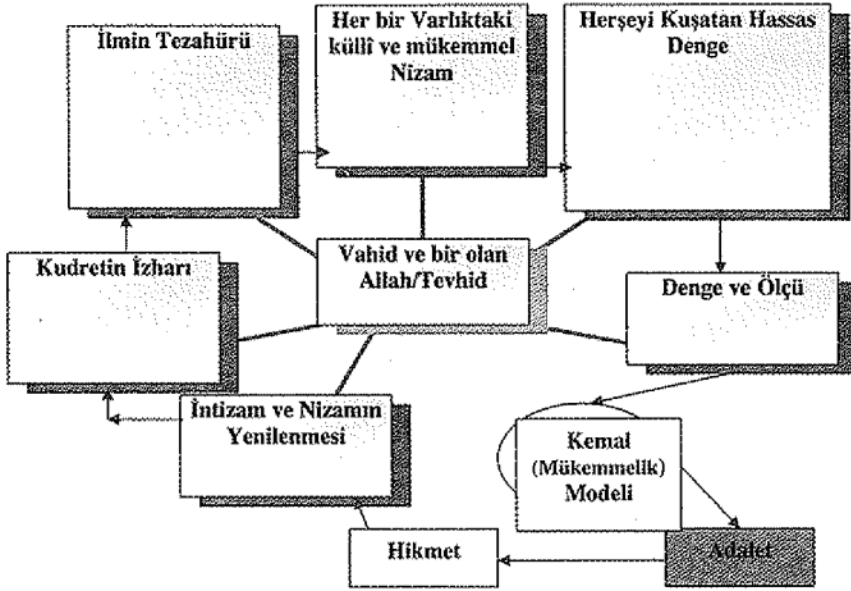 İlmin Tezahürü
Her bir Varlıktaki
küllî ve mükemmel
Nizam
Herşeyi Kuşatan Hassas
Denge
Kudretin İzharı
Vahid ve bir olan
Allah/Tevhid
Denge ve Ölçü
İntizam ve Nizamın
Yenilenmesi
Kemal
(Mükemmelik)
Modeli
Hikmet
Adalet